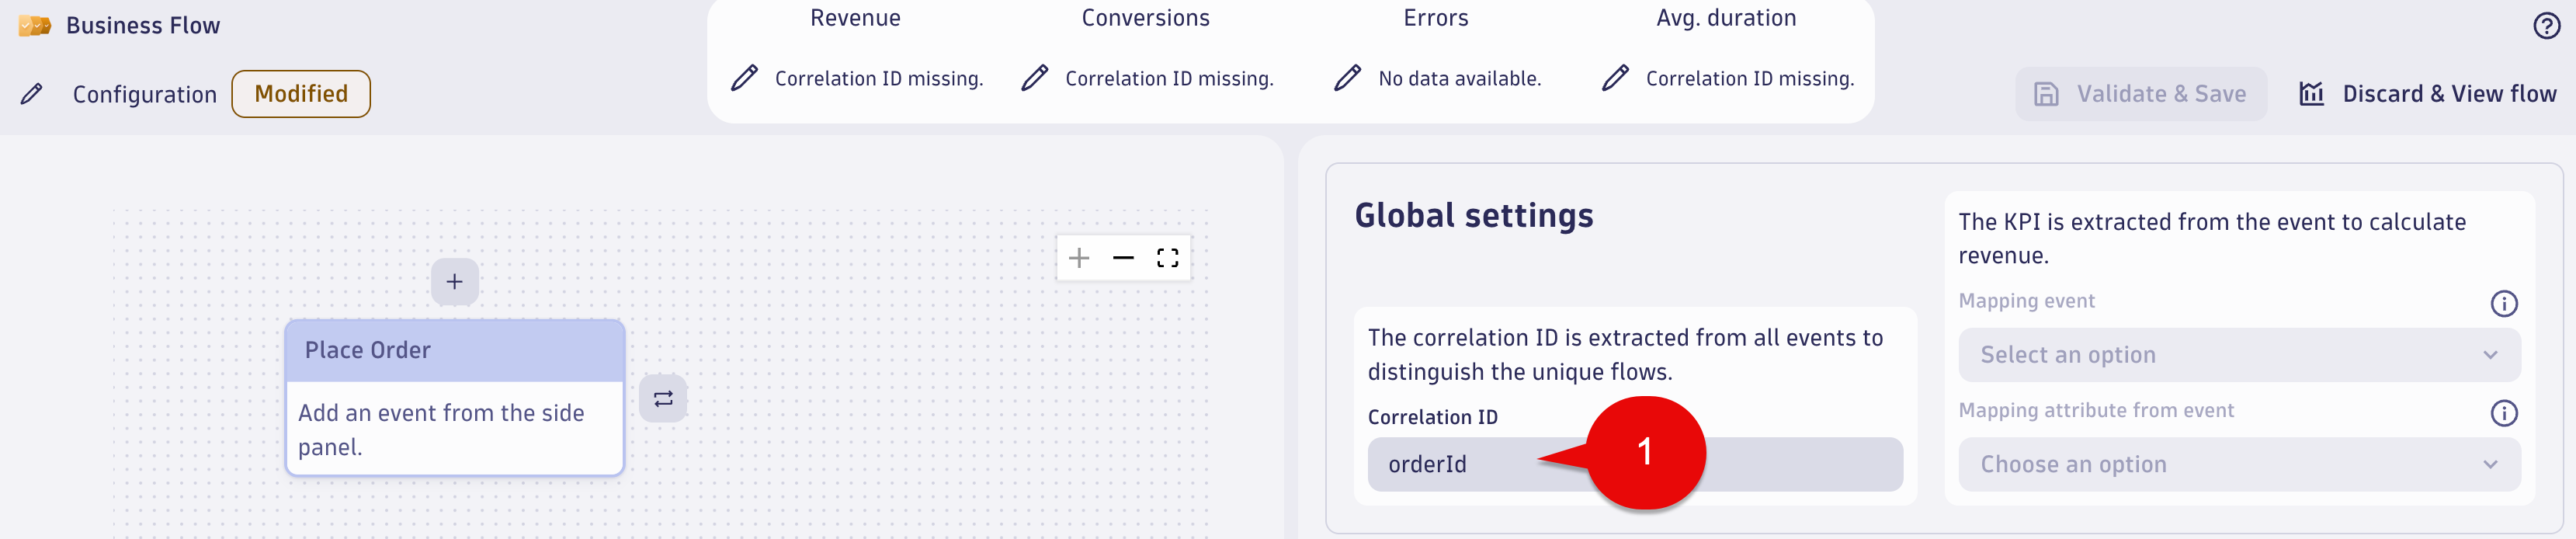 Business Flow
Configuration
Modified
Revenue
Conversions
Errors
Avg. duration
Correlation ID missing.
Correlation ID missing.
No data available.
Correlation ID missing.
Validate & Save
Discard & View flow
Place Order
Add an event from the side
panel.
Global settings
The correlation ID is extracted from all events to
distinguish the unique flows.
Correlation ID
orderId
1
The KPI is extracted from the event to calculate
revenue.
Mapping event
Select an option
Mapping attribute from event
Choose an option